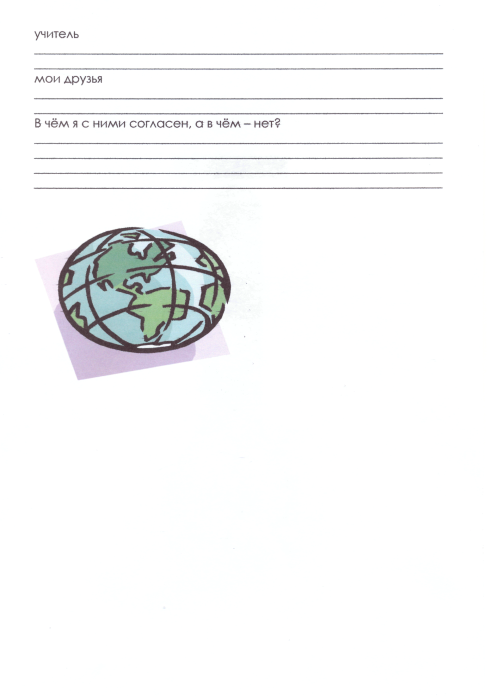 учитель
мои друзья
В чём я с ними согласен, а в чём – нет?